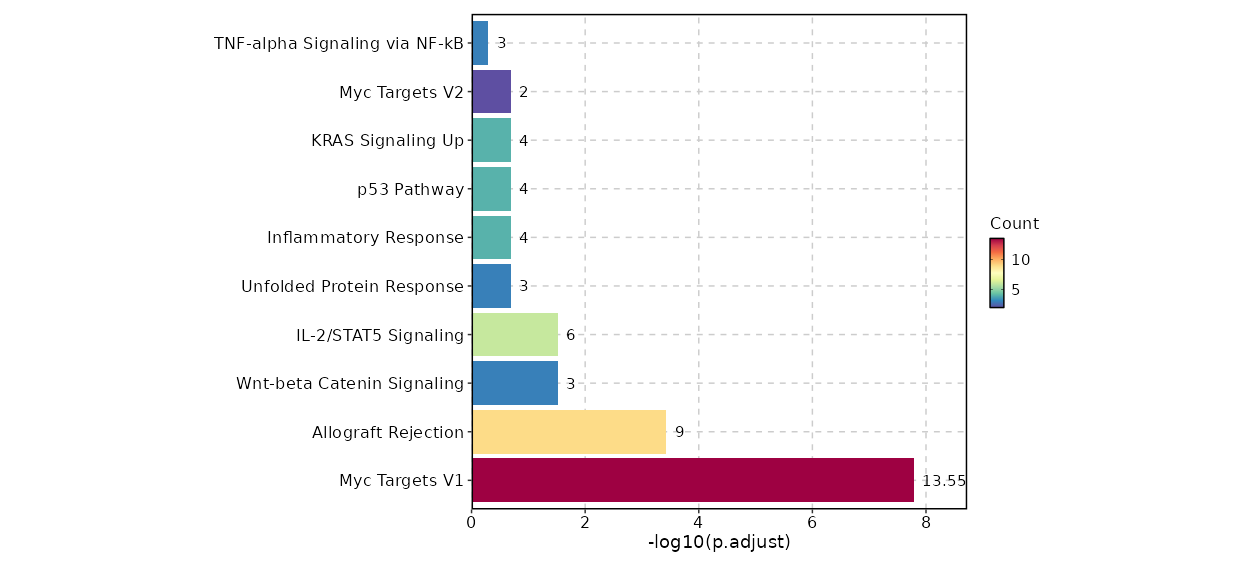 TNF-alpha Signaling via NF-kB 3
Myc Targets V2 2
KRAS Signaling Up 4
p53 Pathway 4
Inflammatory Response 4
Unfolded Protein Response 3
IL-2/STAT5 Signaling 6
Wnt-beta Catenin Signaling 3
Allograft Rejection 9
Myc Targets V1 13.55
0 2 4 6 8
-log10(p.adjust)
Count
10
5